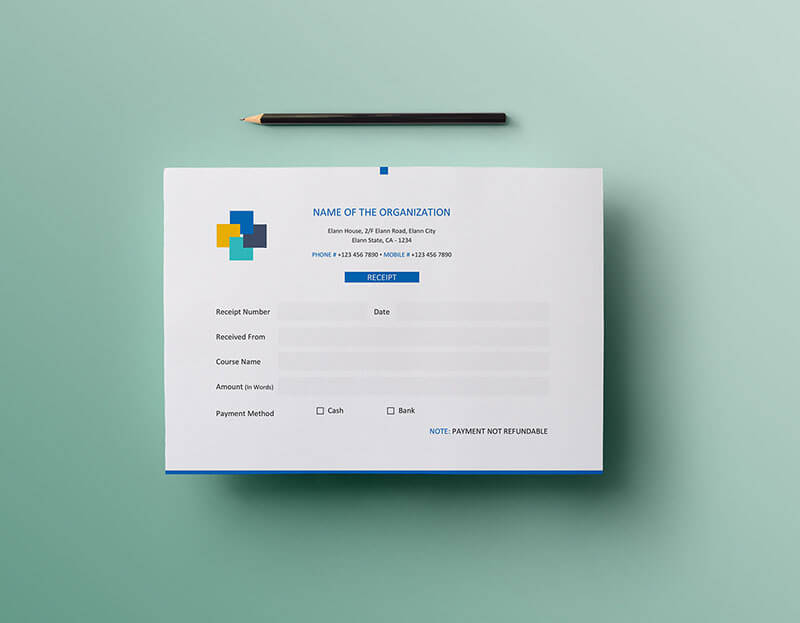 NAME OF THE ORGANIZATION
Elann House, 2/F Elann Road, Elann City
Elann State, CA - 1234
PHONE # +123 456 7890 • MOBILE # +123 456 7890
RECEIPT
Receipt Number Date
Received From
Course Name
Amount (In Words)
Payment Method Cash Bank
NOTE: PAYMENT NOT REFUNDABLE